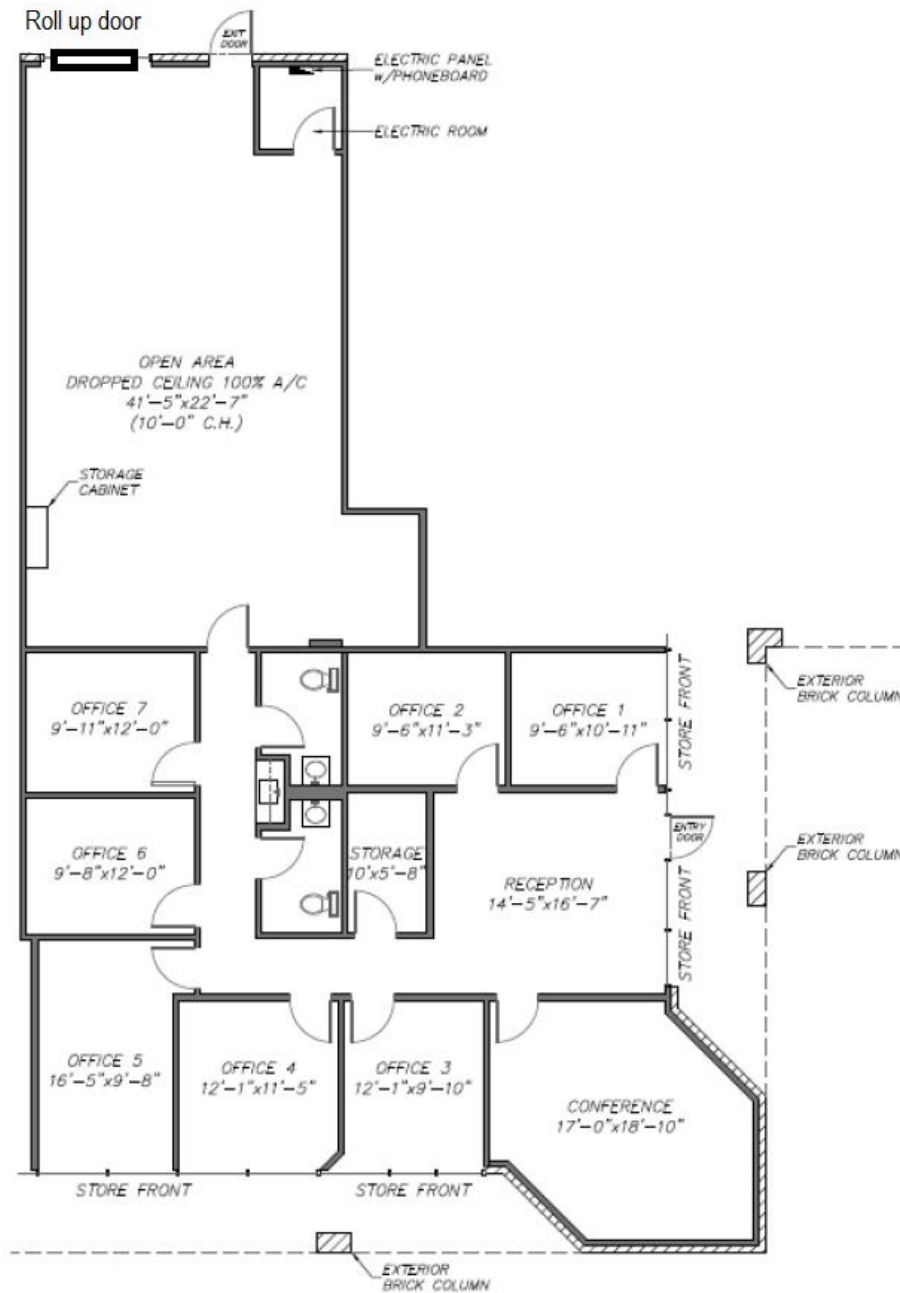 Roll up door
EXIT
DOOR
ELECTRIC PANEL
w/PHONEBOARD
ELECTRIC ROOM
OPEN AREA
DROPPED CEILING 100% A/C
41'-5"x22'-7"
(10'-0" C.H.)
STORAGE
CABINET
OFFICE 7
9'-11"x12'-0"
OFFICE 2
9'-6"x11'-3"
OFFICE 1
9'-6"x10'-11"
STORE FRONT
EXTERIOR
BRICK COLUMN
ENTRY
DOOR
EXTERIOR
BRICK COLUMN
OFFICE 6
9'-8"x12'-0"
STORAGE
10'x5'-8"
RECEPTION
14'-5"x16'-7"
STORE FRONT
OFFICE 5
16'-5"x9'-8"
OFFICE 4
12'-1"x11'-5"
OFFICE 3
12'-1"x9'-10"
CONFERENCE
17'-0"x18'-10"
STORE FRONT
STORE FRONT
EXTERIOR
BRICK COLUMN